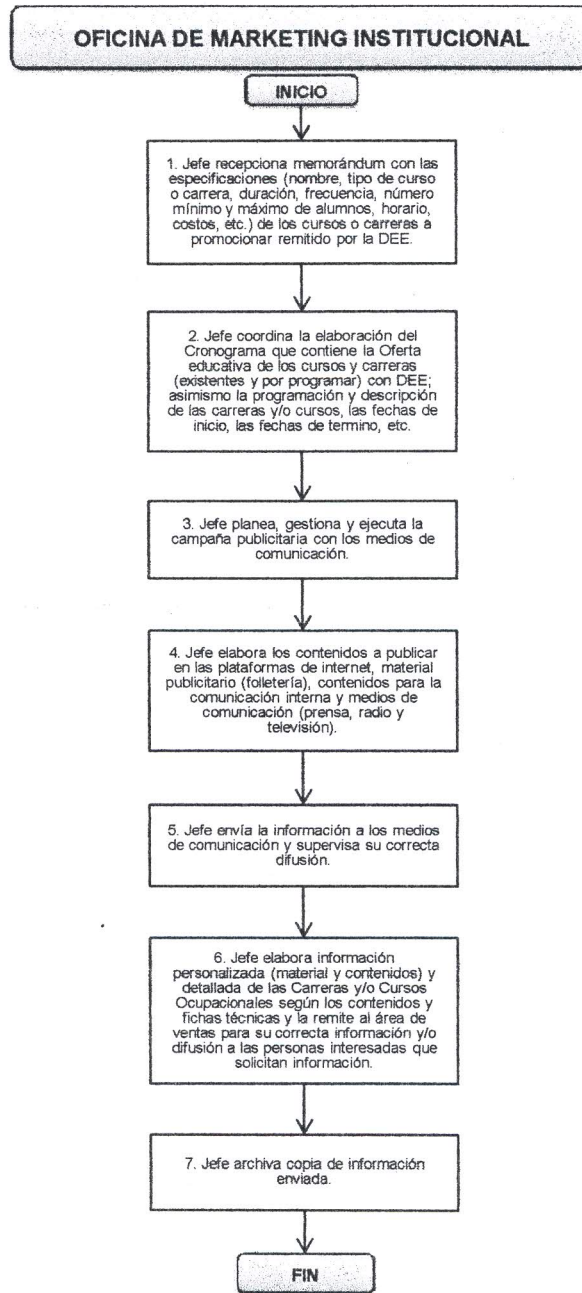 OFICINA DE MARKETING INSTITUCIONAL
INICIO
1. Jefe recepciona memorándum con las
especificaciones (nombre, tipo de curso
o carrera, duración, frecuencia, número
mínimo y máximo de alumnos, horario,
costos, etc.) de los cursos o carreras a
promocionar remitido por la DEE.
2. Jefe coordina la elaboración del
Cronograma que contiene la Oferta
educativa de los cursos y carreras
(existentes y por programar) con DEE;
asimismo la programación y descripción
de las carreras y/o cursos, las fechas de
inicio, las fechas de termino, etc.
3. Jefe planea, gestiona y ejecuta la
campaña publicitaria con los medios de
comunicación.
4. Jefe elabora los contenidos a publicar
en las plataformas de internet, material
publicitario (folletería), contenidos para
la comunicación interna y medios de
comunicación (prensa, radio y
televisión).
5. Jefe envía la información a los medios
de comunicación y supervisa su correcta
difusión.
6. Jefe elabora información
personalizada (material y contenidos) y
detallada de las Carreras y/o Cursos
Ocupacionales según los contenidos y
fichas técnicas y la remite al área de
ventas para su correcta información y/o
difusión a las personas interesadas que
solicitan información.
7. Jefe archiva copia de información
enviada.
FIN